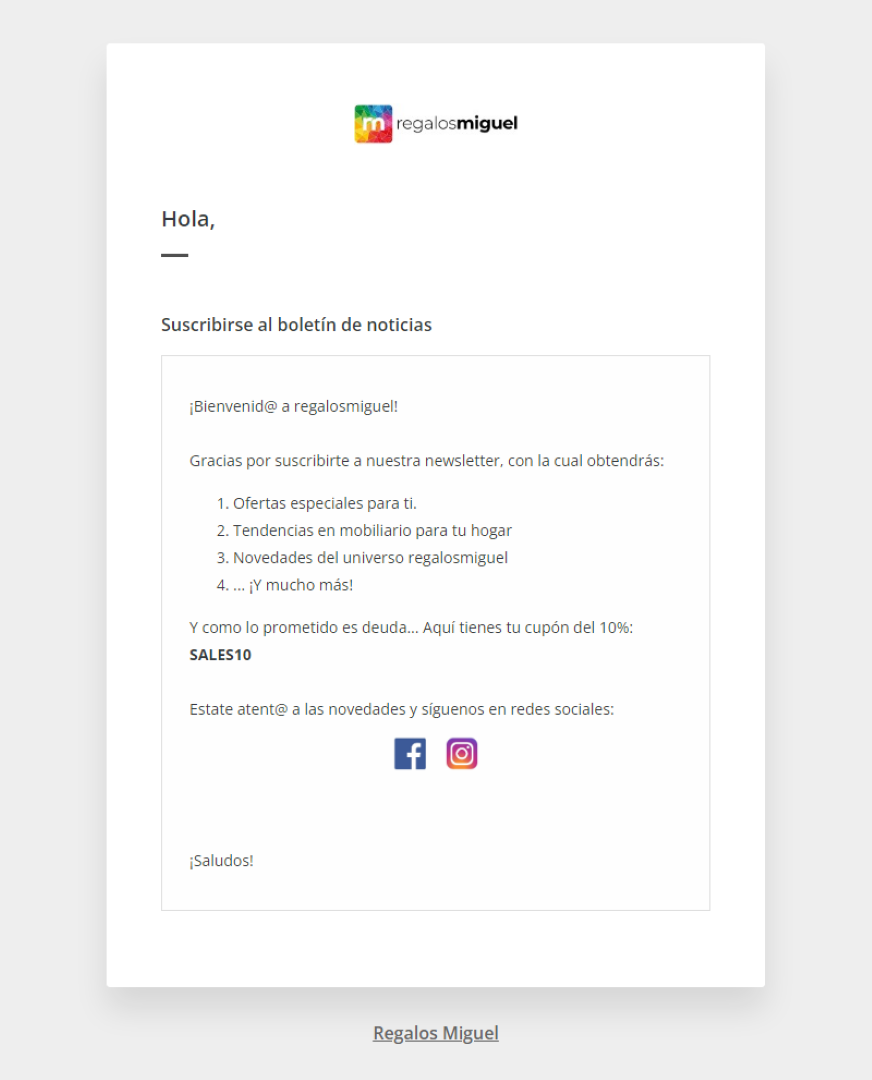 m regalosmiguel
Hola,
Suscribirse al boletín de noticias
¡Bienvenid@ a regalosmiguel!
Gracias por suscribirte a nuestra newsletter, con la cual obtendrás:
1. Ofertas especiales para ti.
2. Tendencias en mobiliario para tu hogar
3. Novedades del universo regalosmiguel
4. ... ¡Y mucho más!
Y como lo prometido es deuda... Aquí tienes tu cupón del 10%:
SALES10
Estate atent@ a las novedades y síguenos en redes sociales:
¡Saludos!
Regalos Miguel